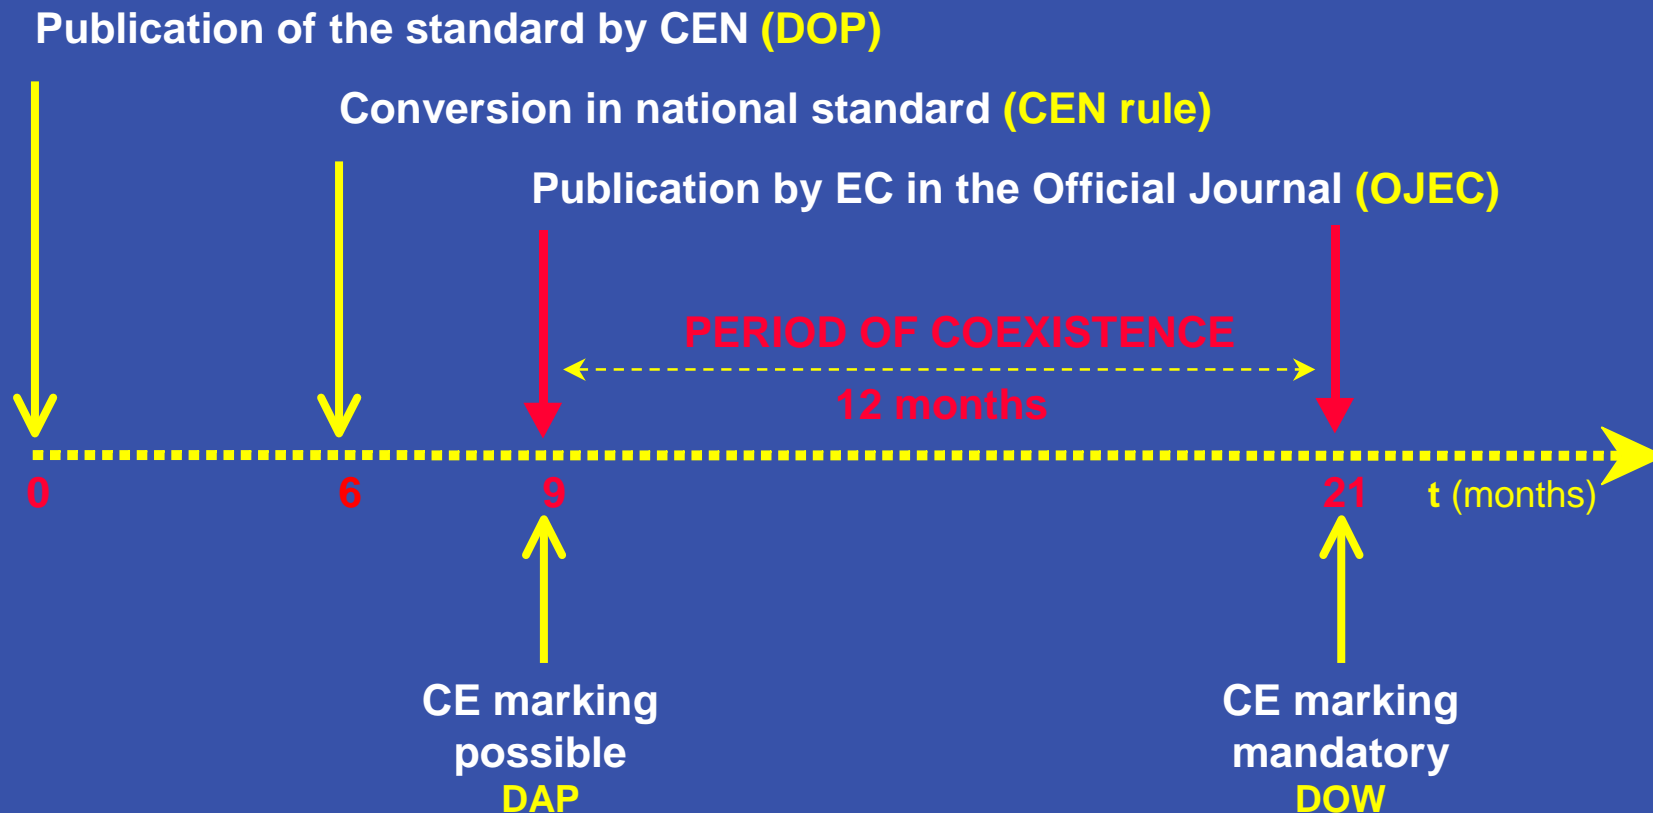 Publication of the standard by CEN (DOP)
Conversion in national standard (CEN rule)
Publication by EC in the Official Journal (OJEC)
PERIOD OF COEXISTENCE
12 months
0 6 9 21 t (months)
CE marking
possible
DAP
CE marking
mandatory
DOW